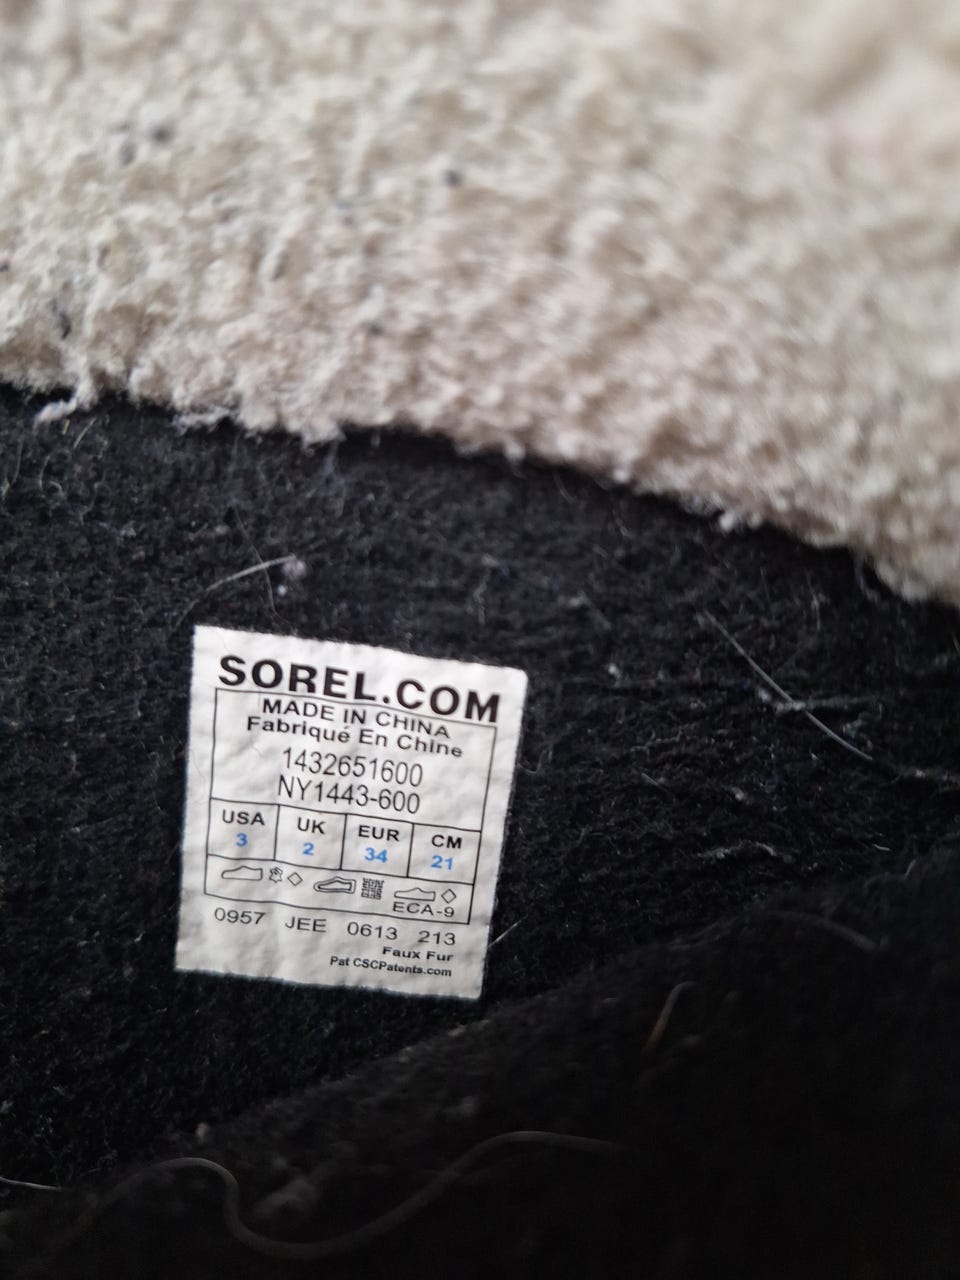 SOREL.COM
MADE IN CHINA
Fabriqué En Chine
1432651600
NY1443-600
USA UK EUR CM
3 2 34 21
ECA-9
0957 JEE 0613 213
Faux Fur
Pat CSCPatents.com